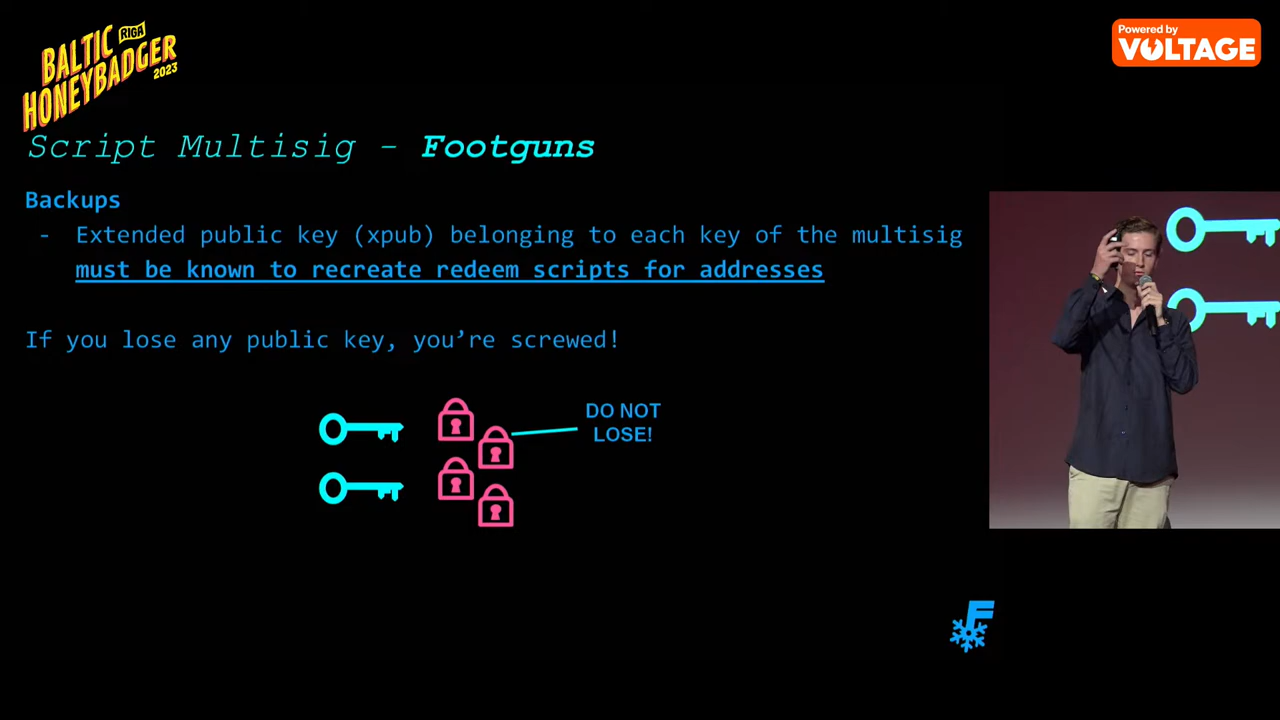 BALTIC
RIGA
HONEYBADGER
2023
Powered by
VOLTAGE
Script Multisig - Footguns
Backups
- Extended public key (xpub) belonging to each key of the multisig
must be known to recreate redeem scripts for addresses
If you lose any public key, you’re screwed!
DO NOT
LOSE!
F